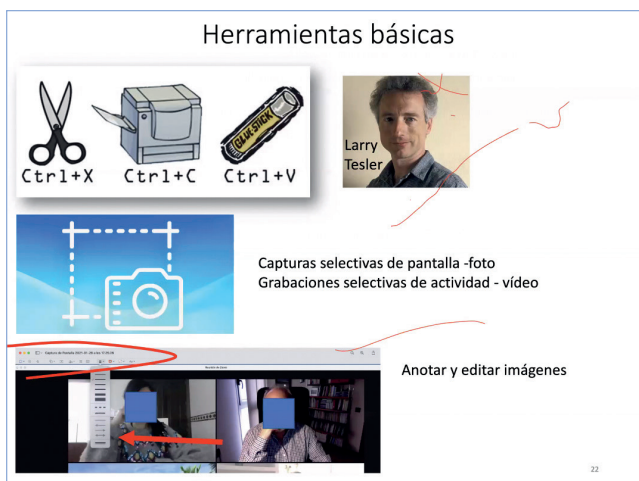 Herramientas básicas
GLUE STICK
Ctrl+X Ctrl+C Ctrl+V
Larry
Tesler
Capturas selectivas de pantalla -foto
Grabaciones selectivas de actividad - vídeo
Anotar y editar imágenes
22